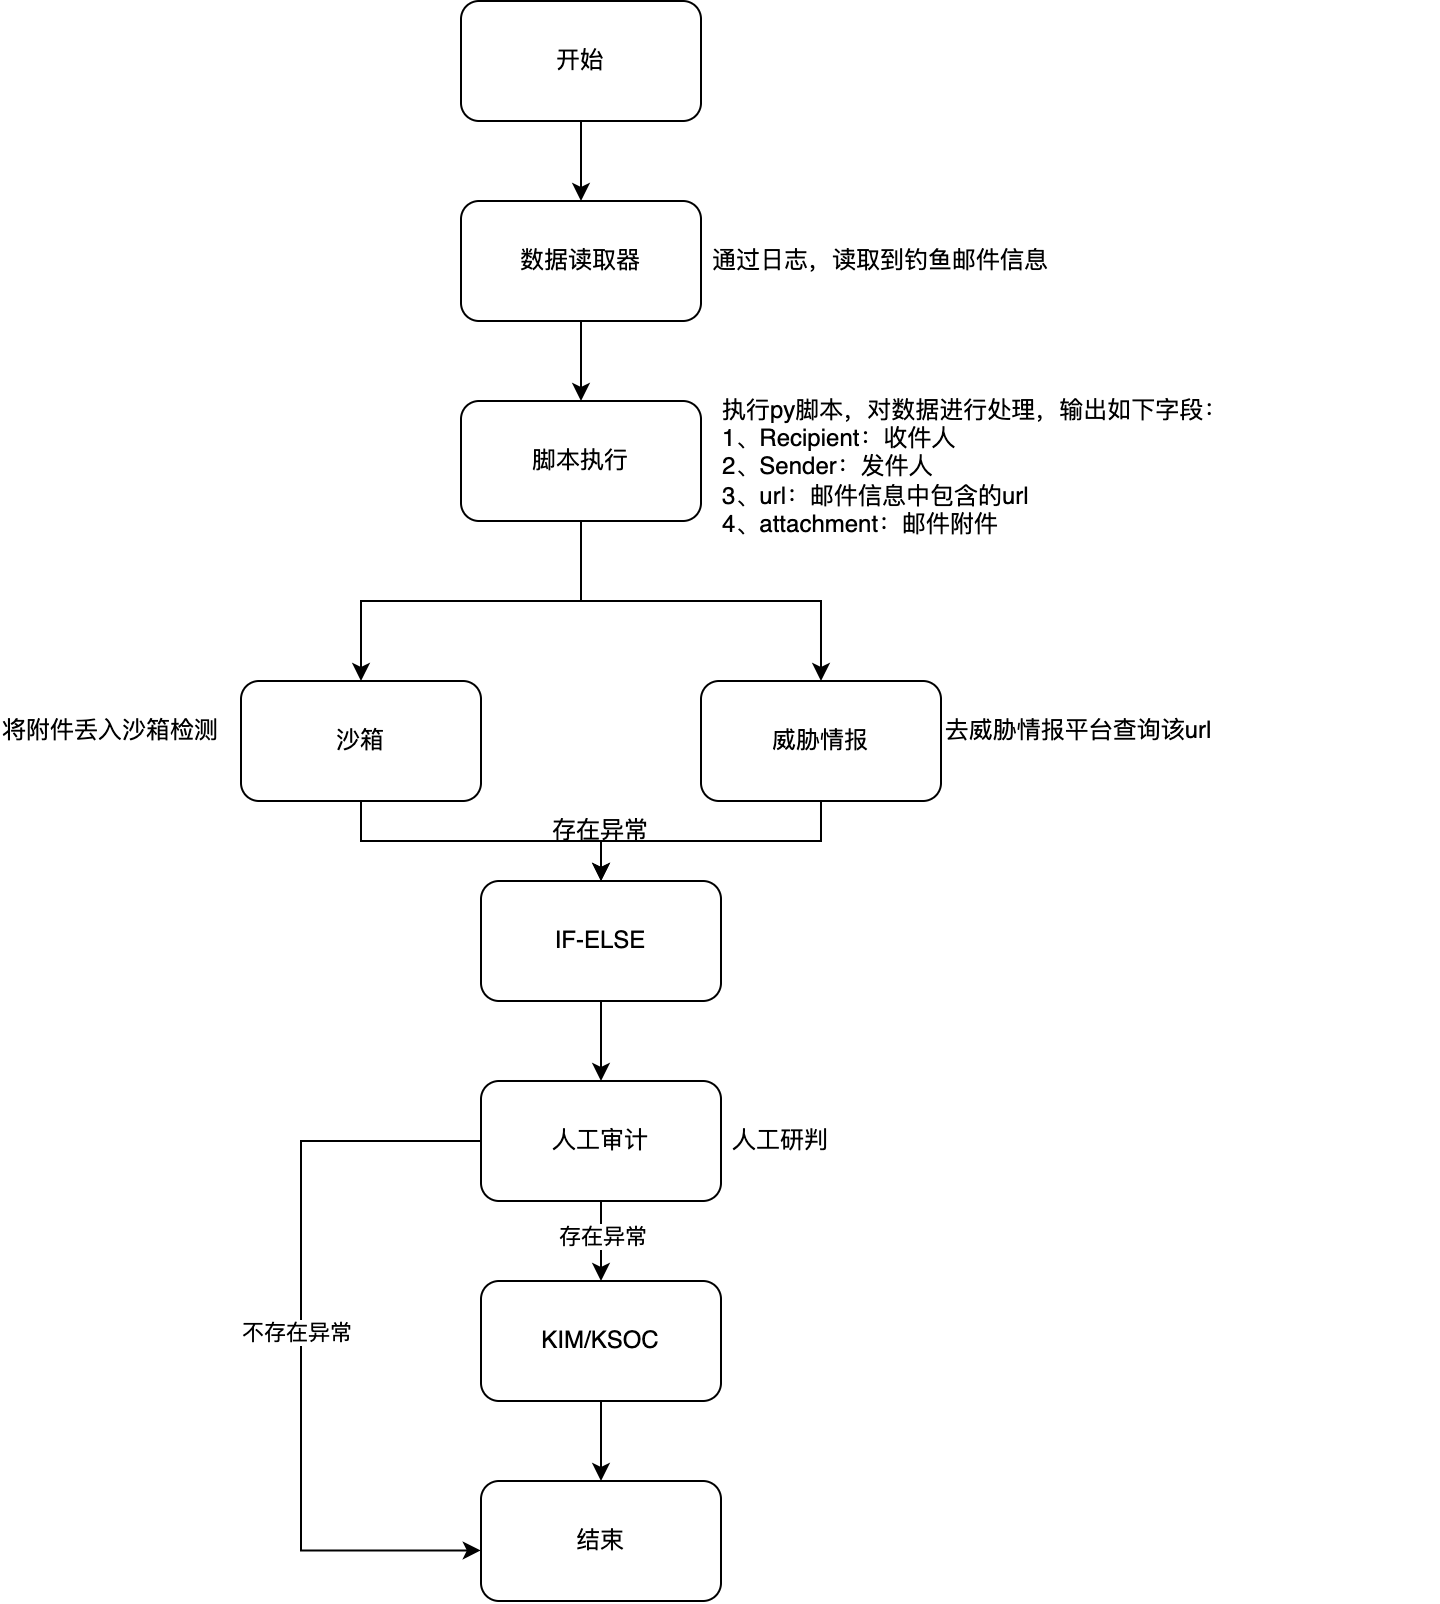 开始
数据读取器
通过日志，读取到钓鱼邮件信息
脚本执行
执行py脚本，对数据进行处理，输出如下字段：
1、Recipient：收件人
2、Sender：发件人
3、url：邮件信息中包含的url
4、attachment：邮件附件
将附件丢入沙箱检测
沙箱
威胁情报
去威胁情报平台查询该url
存在异常
IF-ELSE
人工审计
人工研判
存在异常
不存在异常
KIM/KSOC
结束